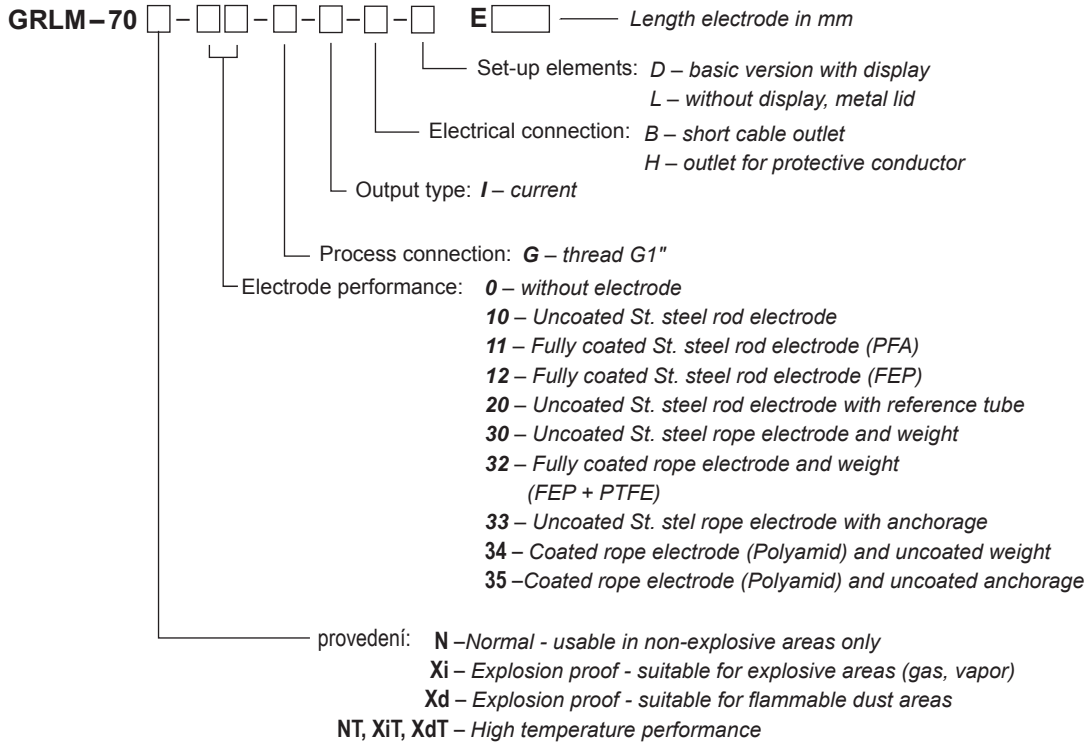 GRLM–70 □–□□–□–□–□–□ E□ Length electrode in mm
Set-up elements: D – basic version with display
L – without display, metal lid
Electrical connection: B – short cable outlet
H – outlet for protective conductor
Output type: I – current
Process connection: G – thread G1"
Electrode performance: 0 – without electrode
10 – Uncoated St. steel rod electrode
11 – Fully coated St. steel rod electrode (PFA)
12 – Fully coated St. steel rod electrode (FEP)
20 – Uncoated St. steel rod electrode with reference tube
30 – Uncoated St. steel rope electrode and weight
32 – Fully coated rope electrode and weight
(FEP + PTFE)
33 – Uncoated St. stel rope electrode with anchorage
34 – Coated rope electrode (Polyamid) and uncoated weight
35 –Coated rope electrode (Polyamid) and uncoated anchorage
provedení: N –Normal - usable in non-explosive areas only
Xi – Explosion proof - suitable for explosive areas (gas, vapor)
Xd – Explosion proof - suitable for flammable dust areas
NT, XiT, XdT – High temperature performance